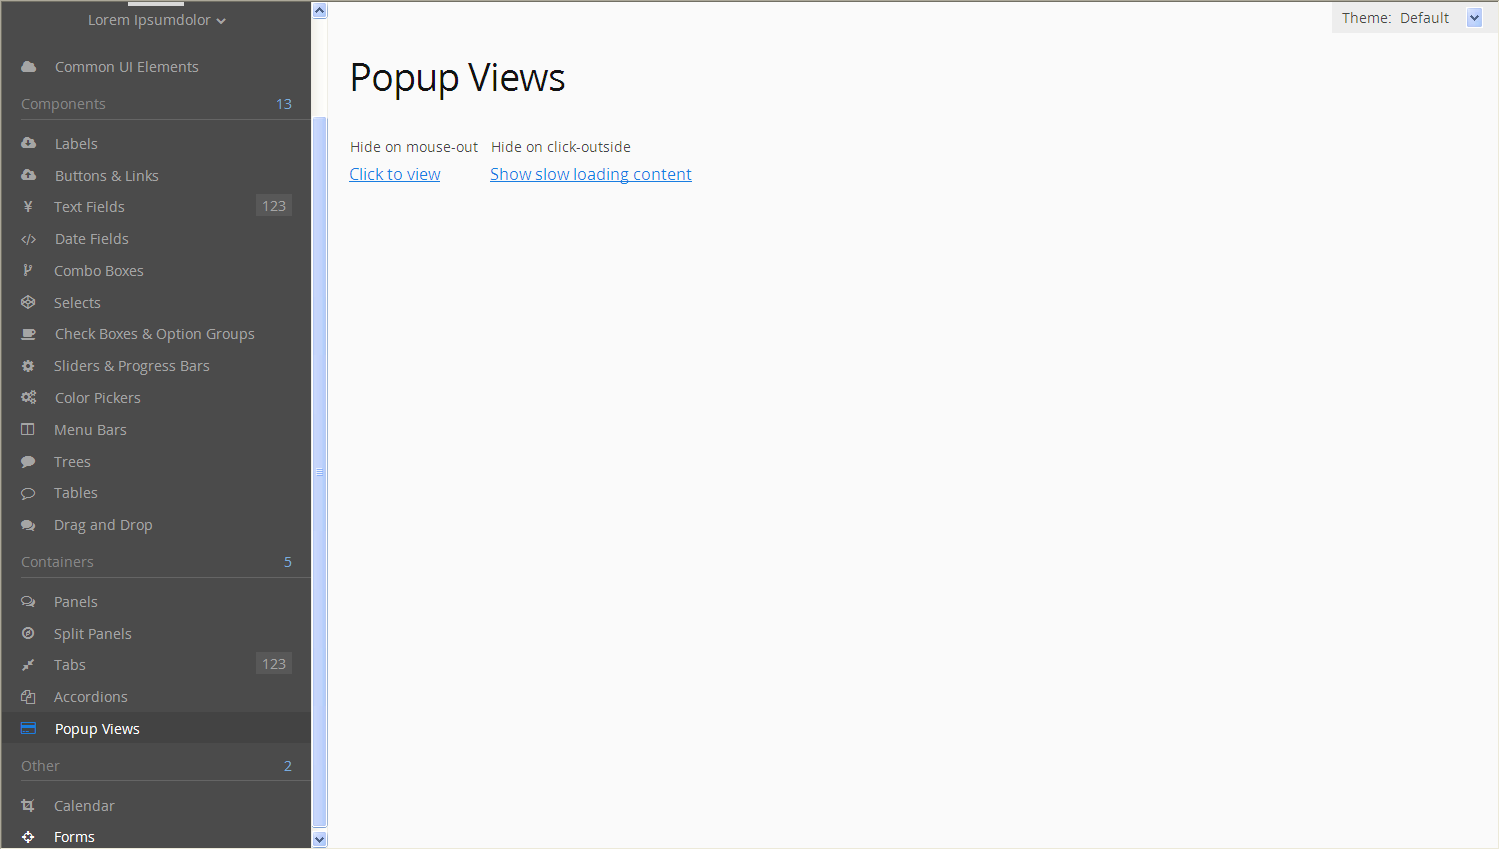 Lorem Ipsumdolor
Common UI Elements
Components 13
Labels
Buttons & Links
Text Fields 123
Date Fields
Combo Boxes
Selects
Check Boxes & Option Groups
Sliders & Progress Bars
Color Pickers
Menu Bars
Trees
Tables
Drag and Drop
Containers 5
Panels
Split Panels
Tabs 123
Accordions
Popup Views
Other 2
Calendar
Forms
Theme: Default
Popup Views
Hide on mouse-out Hide on click-outside
Click to view Show slow loading content